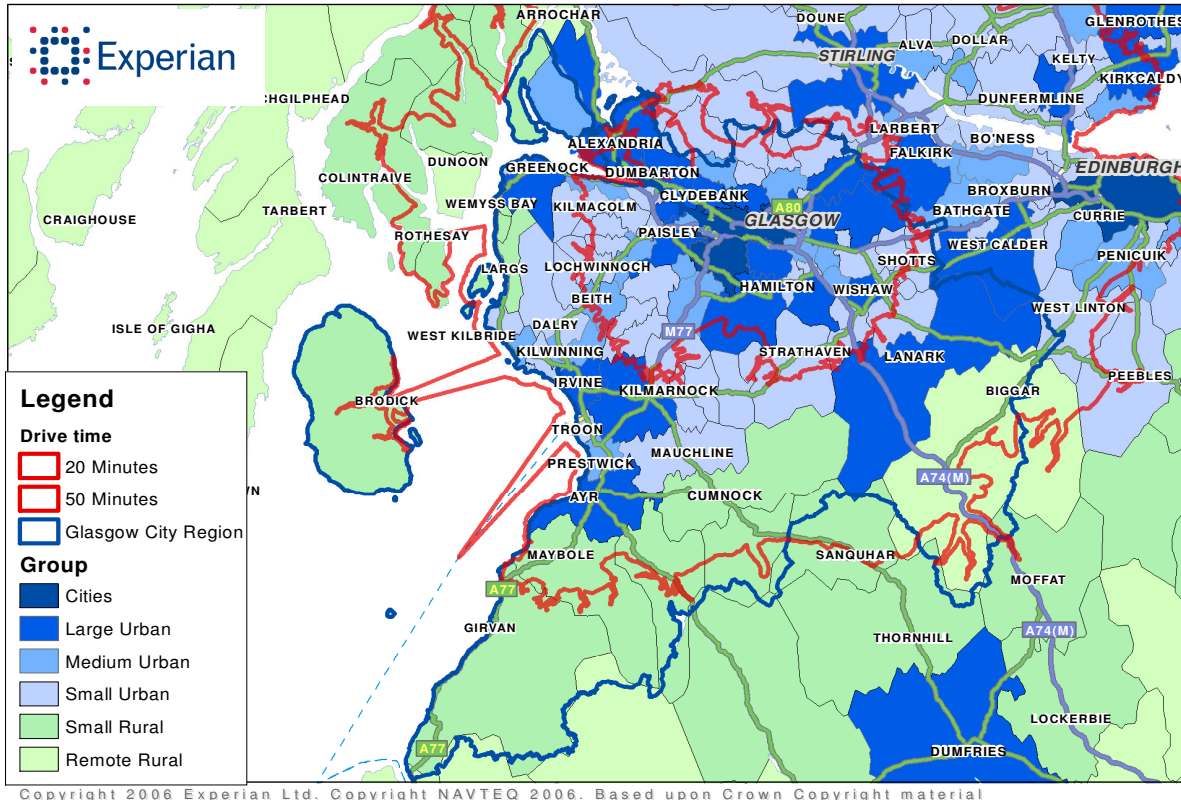 Experian
ARROCHAR
DOUNE
GLENROTHES
ALVA
DOLLAR
STIRLING
KELTY
KIRKCALDY
CHGILPHEAD
DUNFERMLINE
LARBERT
BO'NESS
ALEXANDRIA
FALKIRK
DUNOON
GREENOCK
DUMBARTON
EDINBURGH
COLINTRAIVE
CLYDEBANK
BROXBURN
CRAIGHOUSE
TARBERT
WEMYSS BAY
KILMALCOLM
A80
GLASGOW
BATHGATE
CURRIE
ROTHESAY
PAISLEY
WEST CALDER
PENICUIK
LARGS
LOCHWINNOCH
SHOTTS
HAMILTON
WISHAW
BEITH
WEST LINTON
ISLE OF GIGHA
WEST KILBRIDE
DALRY
M77
KILWINNING
STRATHAVEN
LANARK
PEEBLES
IRVINE
KILMARNOCK
BIGGAR
BRODICK
TROON
MAUCHLINE
PRESTWICK
A74(M)
WN
AYR
CUMNOCK
MAYBOLE
SANQUHAR
MOFFAT
A77
GIRVAN
THORNHILL
A74(M)
LOCKERBIE
A77
DUMFRIES
Legend
Drive time
20 Minutes
50 Minutes
Glasgow City Region
Group
Cities
Large Urban
Medium Urban
Small Urban
Small Rural
Remote Rural
Copyright 2006 Experian Ltd. Copyright NAVTEQ 2006. Based upon Crown Copyright material